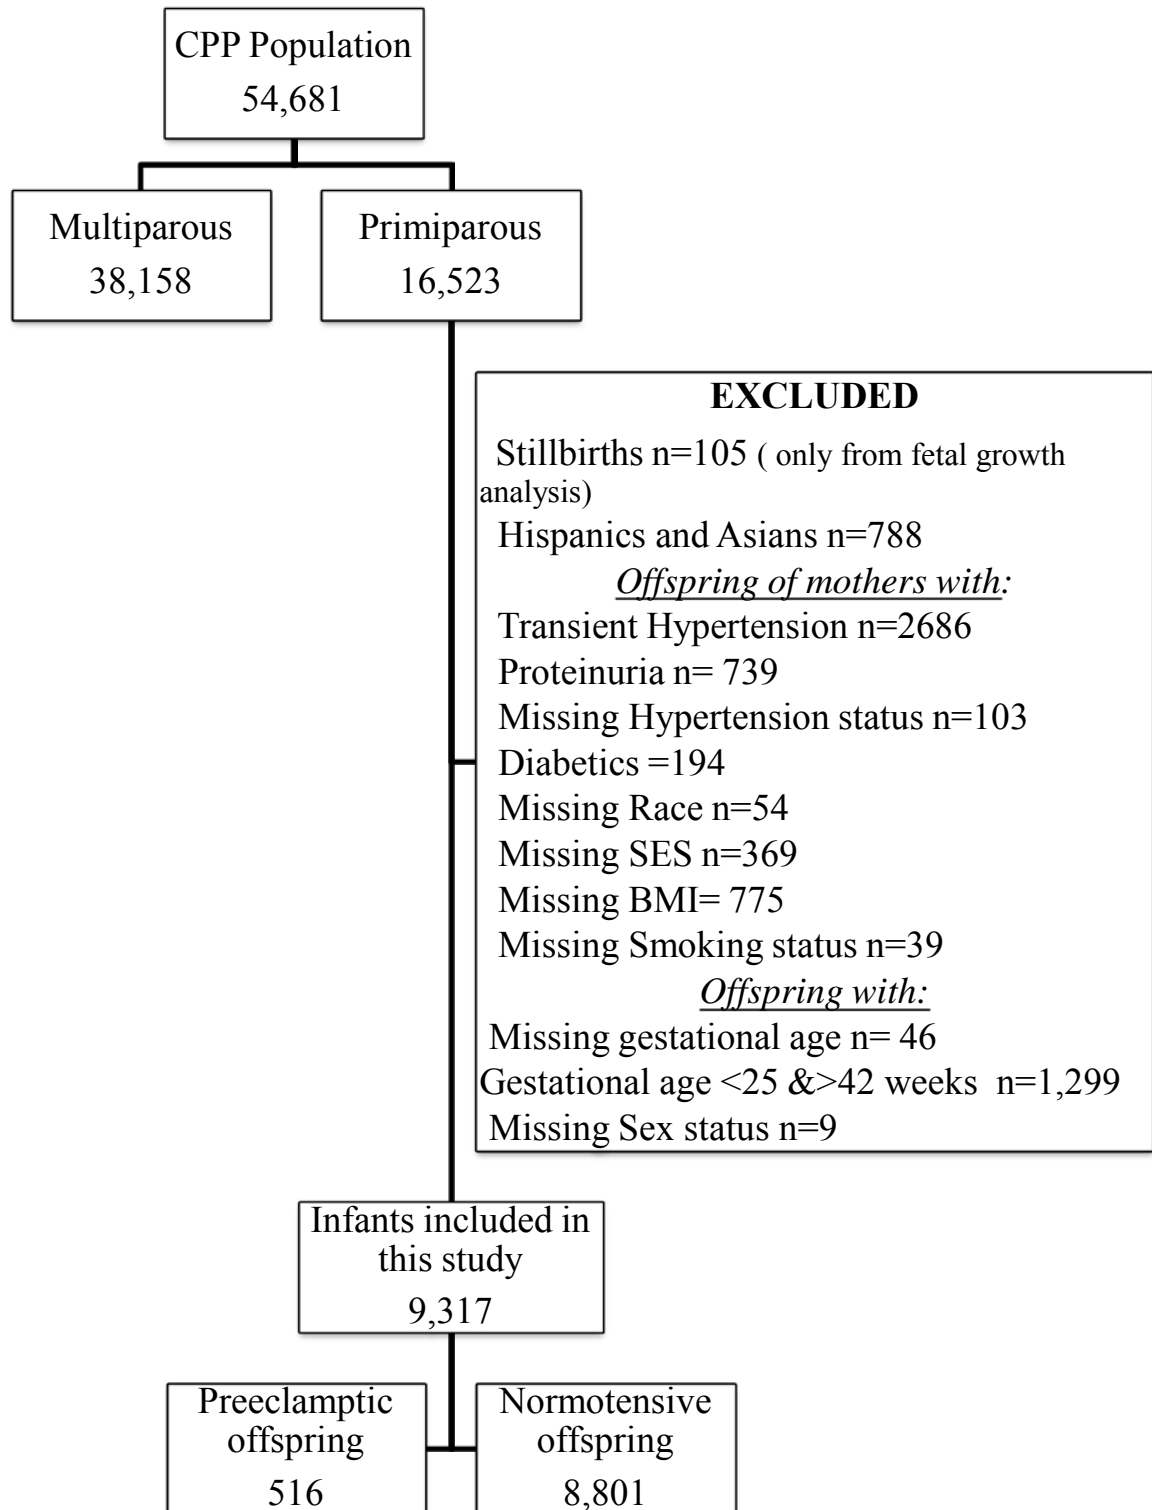 CPP Population
54,681
Multiparous
38,158
Primiparous
16,523
EXCLUDED
Stillbirths n=105 ( only from fetal growth
analysis)
Hispanics and Asians n=788
Offspring of mothers with:
Transient Hypertension n=2686
Proteinuria n= 739
Missing Hypertension status n=103
Diabetics =194
Missing Race n=54
Missing SES n=369
Missing BMI= 775
Missing Smoking status n=39
Offspring with:
Missing gestational age n= 46
Gestational age <25 &>42 weeks n=1,299
Missing Sex status n=9
Infants included in
this study
9,317
Preeclamptic
offspring
516
Normotensive
offspring
8,801